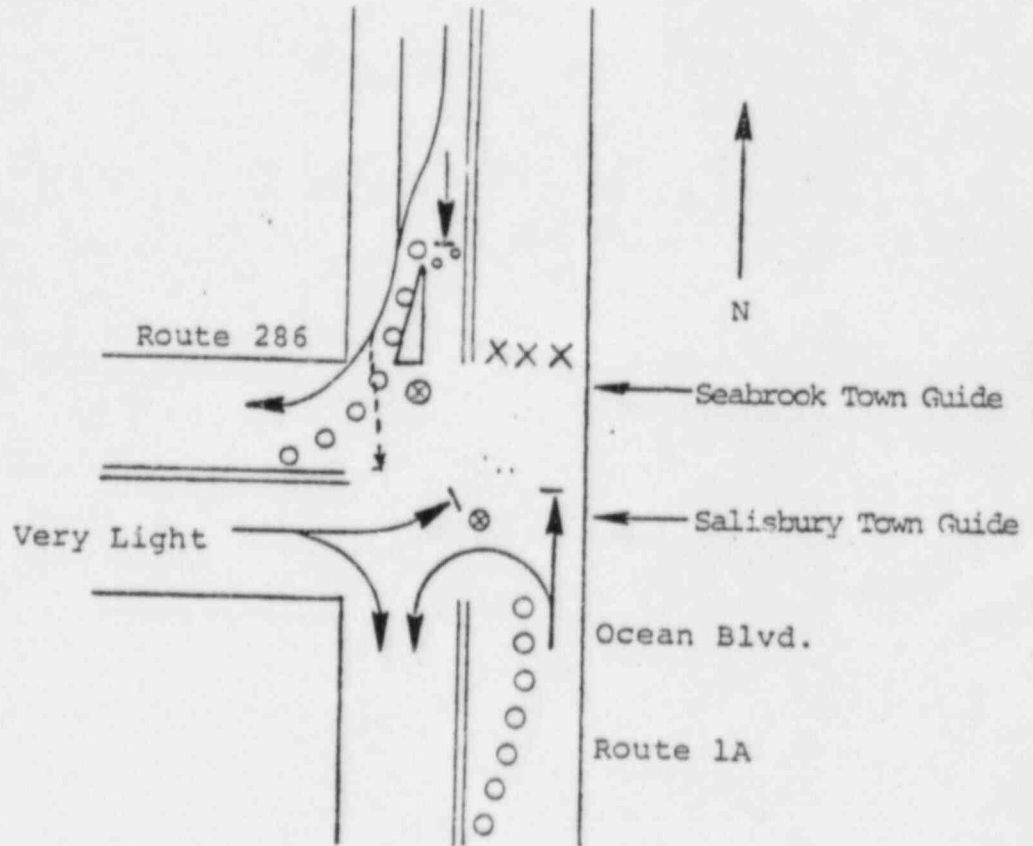 N
Route 286
Seabrook Town Guide
Salisbury Town Guide
Very Light
Ocean Blvd.
Route 1A